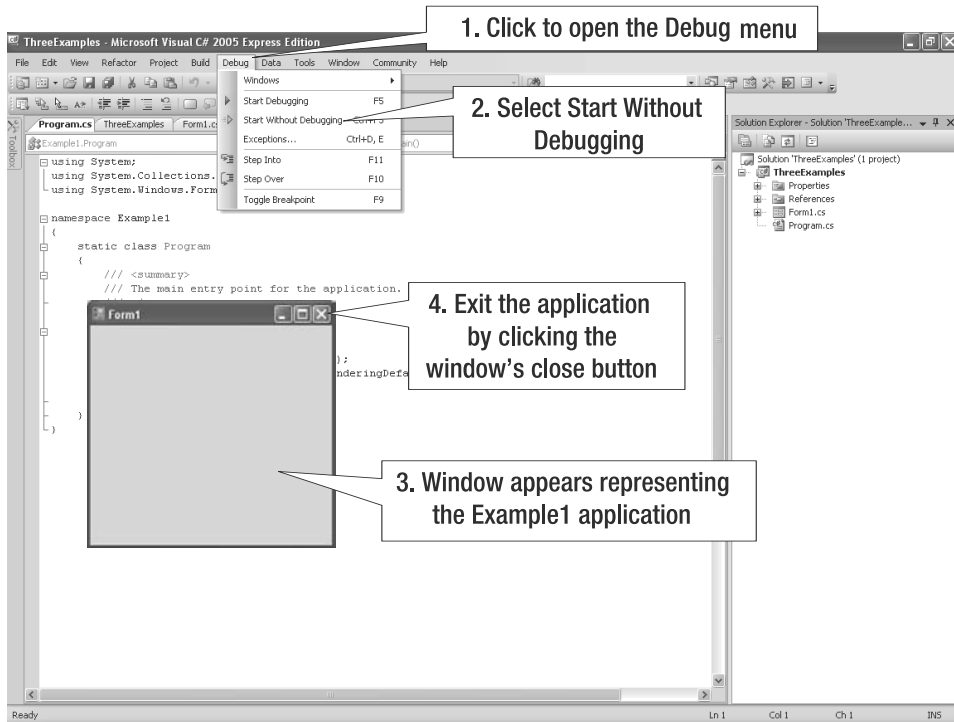 1. Click to open the Debug menu
ThreeExamples - Microsoft Visual C# 2005 Express Edition
File Edit View Refactor Project Build Debug Data Tools Window Community Help
Windows
Start Debugging F5
Start Without Debugging
Exceptions... Ctrl+D, E
Step Into F11
Step Over F10
Toggle Breakpoint F9
2. Select Start Without
Debugging
Toolbox
Program.cs ThreeExamples Form1.c
Example1.Program
ain()
using System;
using System.Collections.
using System.Windows.Form
namespace Example1
{
static class Program
{
/// <summary>
/// The main entry point for the application.
Form1
);
nderingDefa
}
}
4. Exit the application
by clicking the
window's close button
3. Window appears representing
the Example1 application
Solution Explorer - Solution 'ThreeExample...
Solution 'ThreeExamples' (1 project)
ThreeExamples
Properties
References
Form1.cs
Program.cs
Ready Ln 1 Col 1 Ch 1 INS